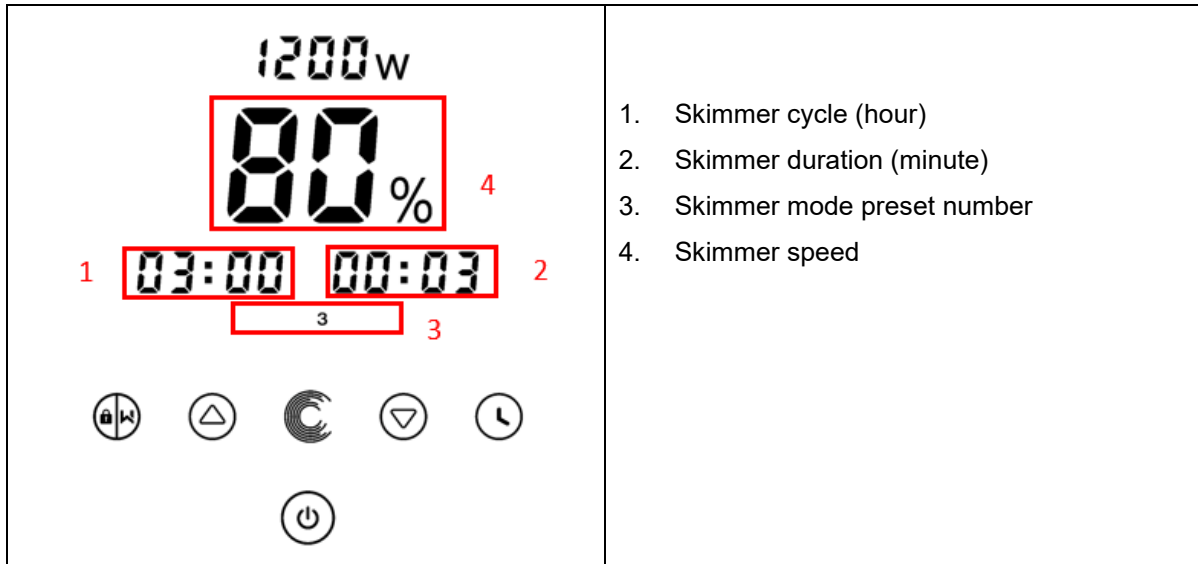 1200w
80%
4
1
03:00
00:03
2
3
3
1. Skimmer cycle (hour)
2. Skimmer duration (minute)
3. Skimmer mode preset number
4. Skimmer speed